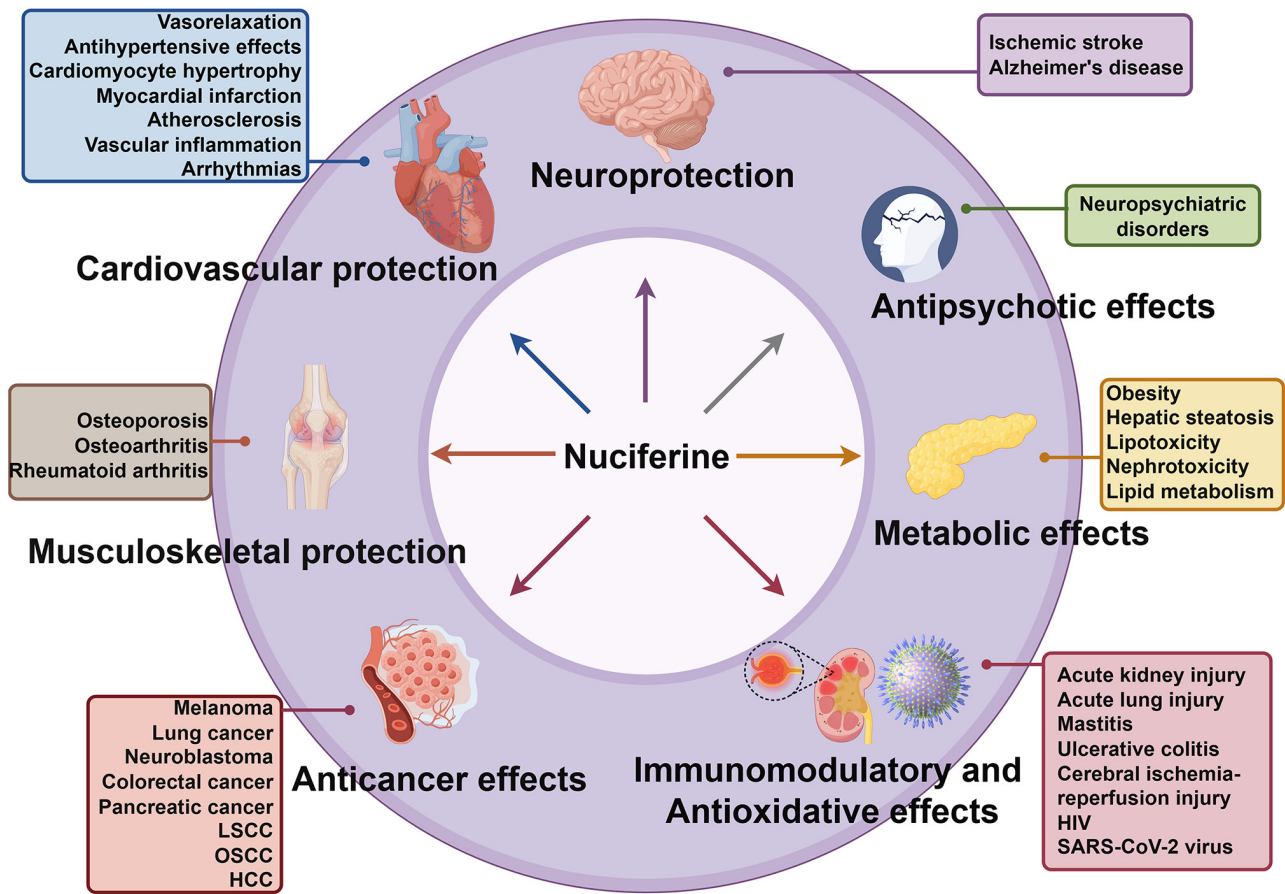 Vasorelaxation
Antihypertensive effects
Cardiomyocyte hypertrophy
Myocardial infarction
Atherosclerosis
Vascular inflammation
Arrhythmias
Cardiovascular protection
Neuroprotection
Ischemic stroke
Alzheimer's disease
Neuropsychiatric
disorders
Antipsychotic effects
Osteoporosis
Osteoarthritis
Rheumatoid arthritis
Musculoskeletal protection
Nuciferine
Obesity
Hepatic steatosis
Lipotoxicity
Nephrotoxicity
Lipid metabolism
Metabolic effects
Melanoma
Lung cancer
Neuroblastoma
Colorectal cancer
Pancreatic cancer
LSCC
OSCC
HCC
Anticancer effects
Immunomodulatory and
Antioxidative effects
Acute kidney injury
Acute lung injury
Mastitis
Ulcerative colitis
Cerebral ischemia-
reperfusion injury
HIV
SARS-CoV-2 virus